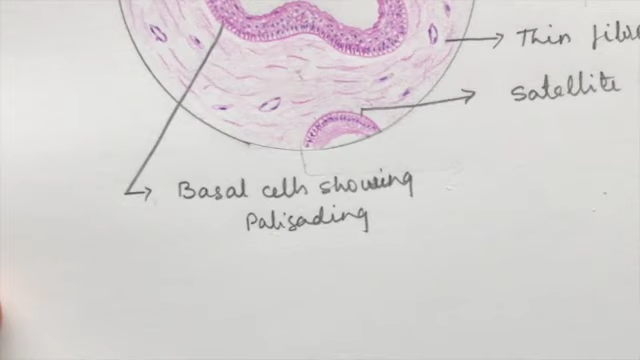 Thin
Satellite
Basal cells showing
Palisading